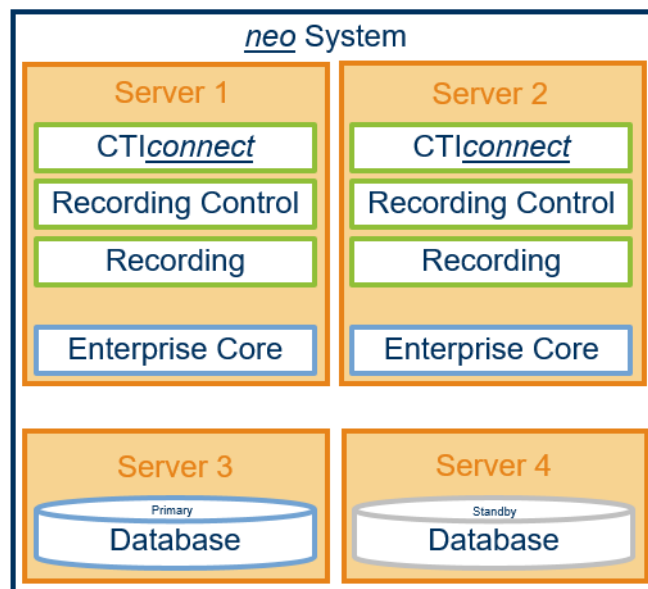 neo System
Server 1
CTIconnect
Recording Control
Recording
Enterprise Core
Server 2
CTIconnect
Recording Control
Recording
Enterprise Core
Server 3
Primary
Database
Server 4
Standby
Database